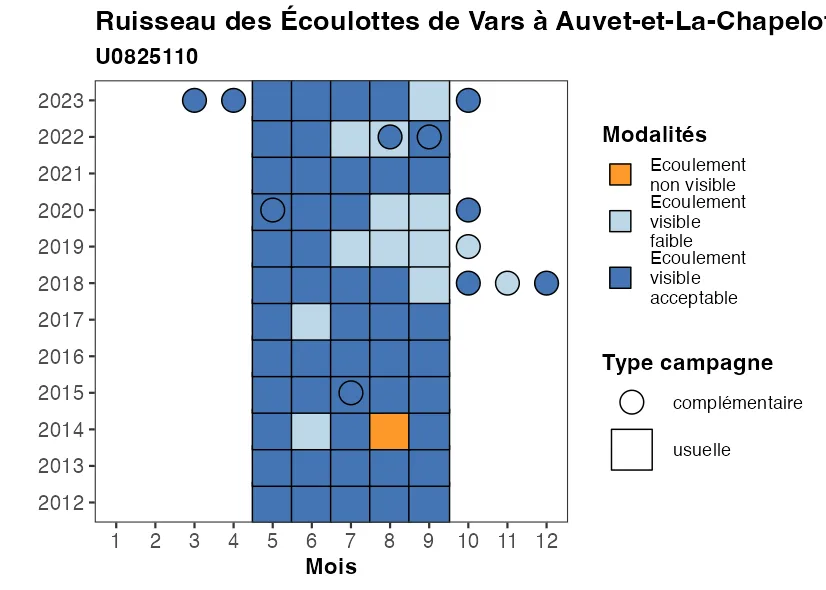 Ruisseau des Écoulottes de Vars à Auvet-et-La-Chapelo
U0825110
2023
2022
2021
2020
2019
2018
2017
2016
2015
2014
2013
2012
1 2 3 4 5 6 7 8 9 10 11 12
Mois
Modalités
Ecoulement
non visible
Ecoulement
visible
faible
Ecoulement
visible
acceptable
Type campagne
complémentaire
usuelle